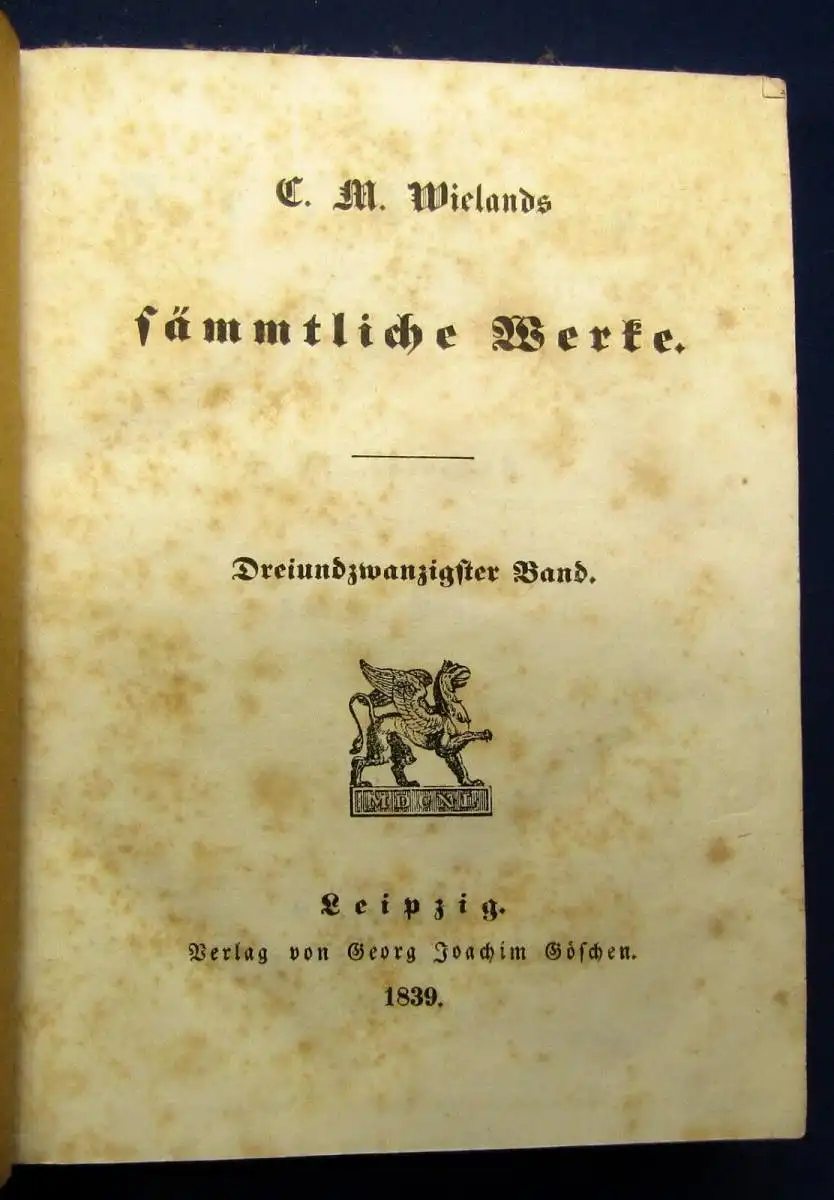 C. M. Wielands
sämmtliche Werke.
Dreiundzwanzigster Band.
MDCXL
Leipzig.
Verlag von Georg Joachim Göschen.
1839.